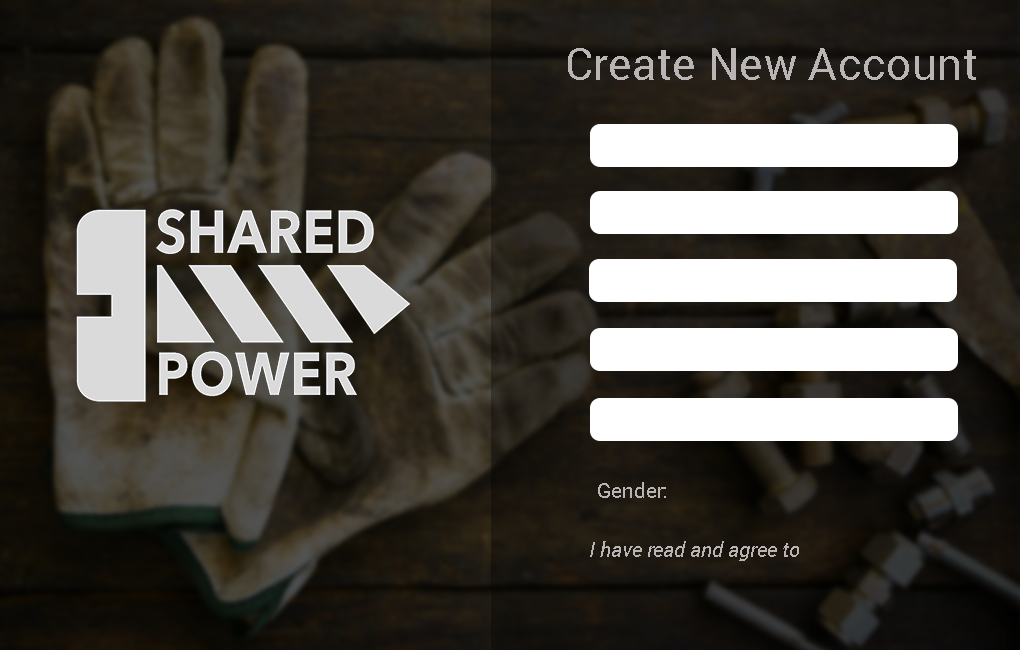 SHARED
POWER
Create New Account
Gender:
I have read and agree to